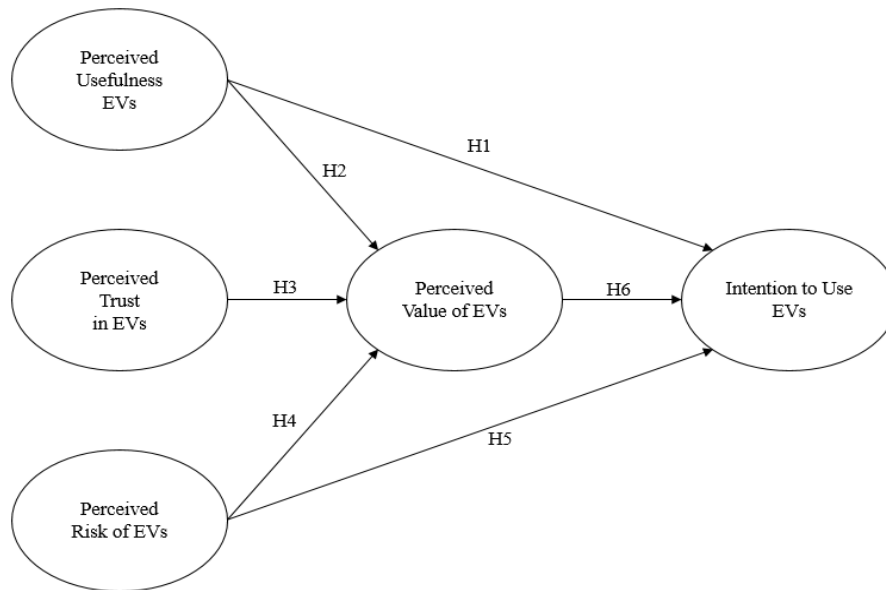 Perceived
Usefulness
EVs
H1
H2
Perceived
Trust
in EVs
H3
Perceived
Value of EVs
H6
Intention to Use
EVs
H4
H5
Perceived
Risk of EVs